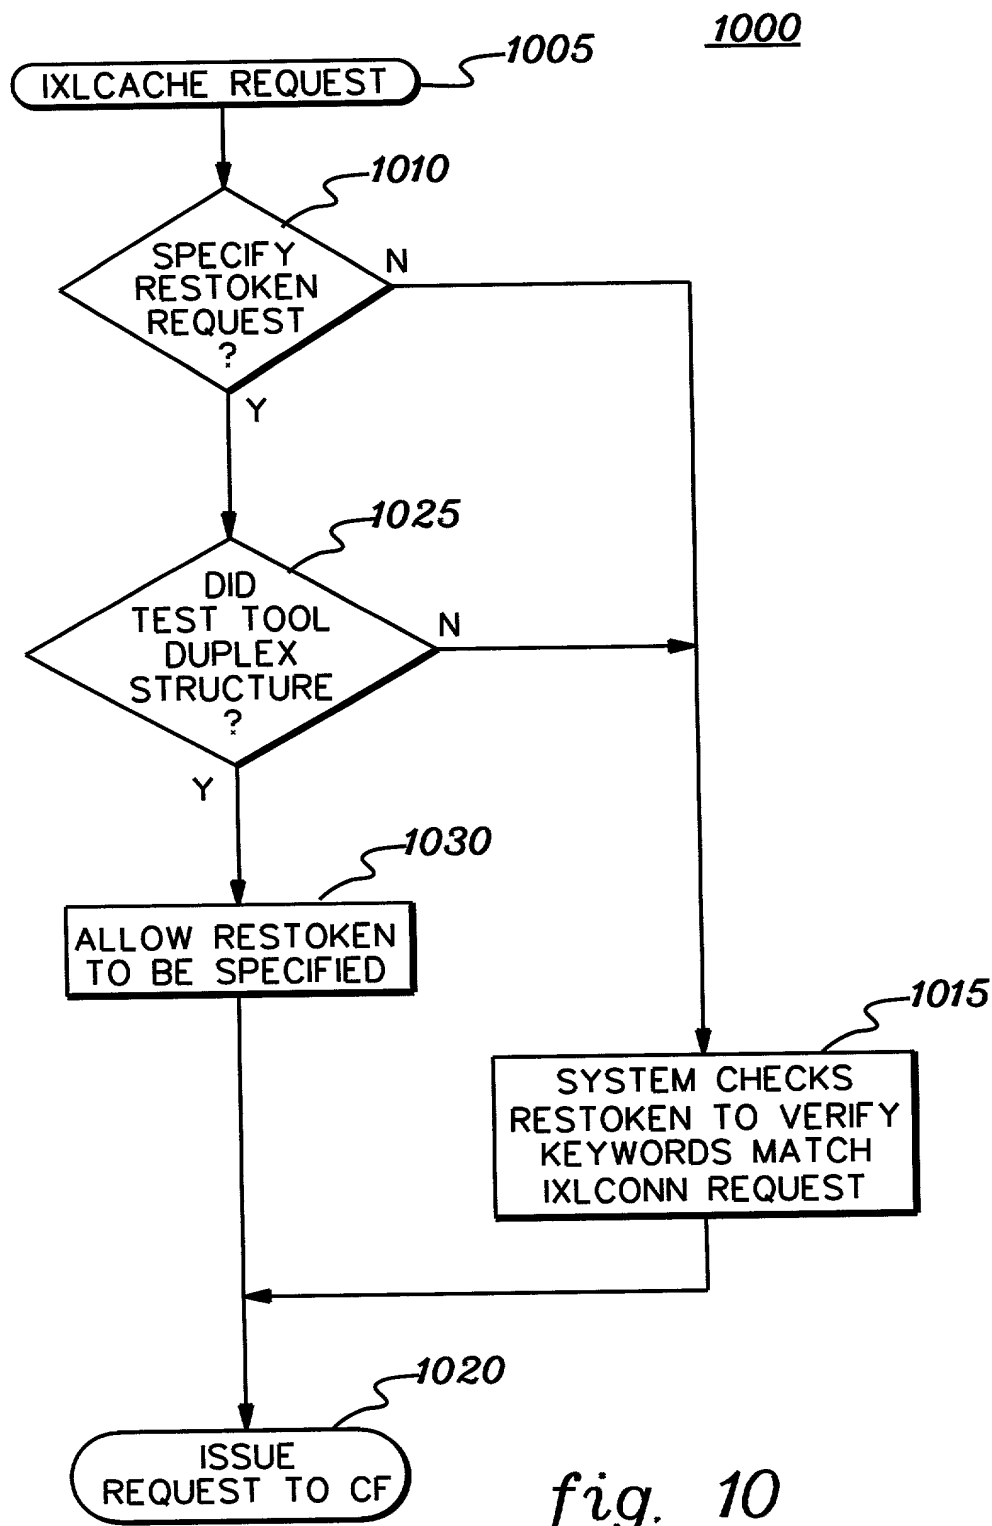 1000
1005
IXLCACHE REQUEST
1010
SPECIFY
RESTOKEN
REQUEST
?
N
Y
1025
DID
TEST TOOL
DUPLEX
STRUCTURE
?
N
Y
1030
ALLOW RESTOKEN
TO BE SPECIFIED
1015
SYSTEM CHECKS
RESTOKEN TO VERIFY
KEYWORDS MATCH
IXLCONN REQUEST
1020
ISSUE
REQUEST TO CF
fig. 10